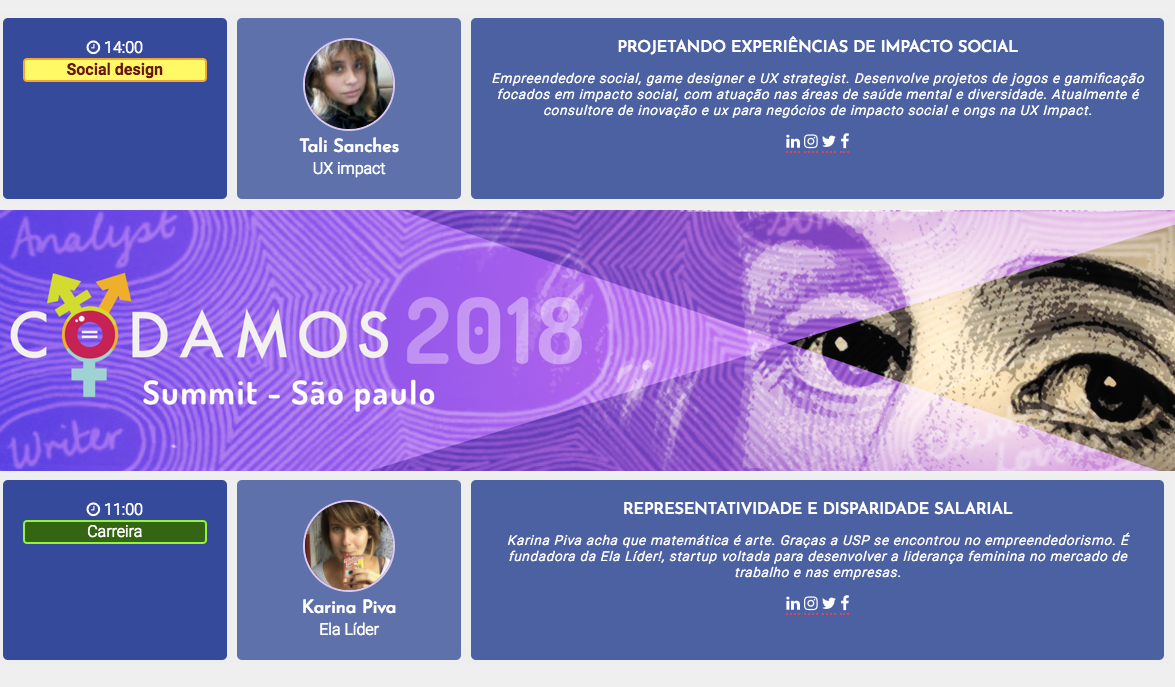 14:00
Social design
Tali Sanches
UX impact
PROJETANDO EXPERIÊNCIAS DE IMPACTO SOCIAL
Empreendedore social, game designer e UX strategist. Desenvolve projetos de jogos e gamificação
focados em impacto social, com atuação nas áreas de saúde mental e diversidade. Atualmente é
consultore de inovação e ux para negócios de impacto social e ongs na UX Impact.
Analyst
CODAMOS 2018
Summit - São paulo
Writer
11:00
Carreira
Karina Piva
Ela Líder
REPRESENTATIVIDADE E DISPARIDADE SALARIAL
Karina Piva acha que matemática é arte. Graças a USP se encontrou no empreendedorismo. É
fundadora da Ela Líder!, startup voltada para desenvolver a liderança feminina no mercado de
trabalho e nas empresas.